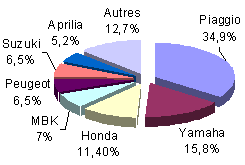 Autres
12,7%
Piaggio
34,9%
Yamaha
15,8%
Honda
11,40%
MBK
7%
Peugeot
6,5%
Suzuki
6,5%
Aprilia
5,2%